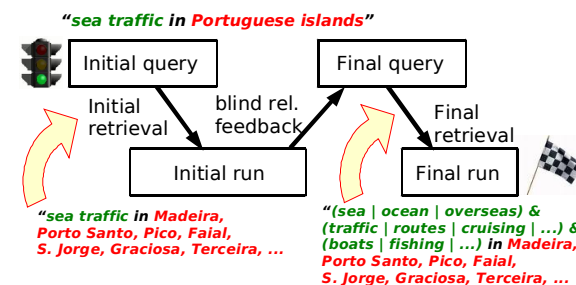 “sea traffic in Portuguese islands”
Initial query
Final query
Initial
retrieval
blind rel.
feedback
Final
retrieval
Initial run
Final run
“sea traffic in Madeira,
Porto Santo, Pico, Faial,
S. Jorge, Graciosa, Terceira, ...
“(sea | ocean | overseas) &
(traffic | routes | cruising | ...) &
(boats | fishing | ...) in Madeira,
Porto Santo, Pico, Faial,
S. Jorge, Graciosa, Terceira, ...